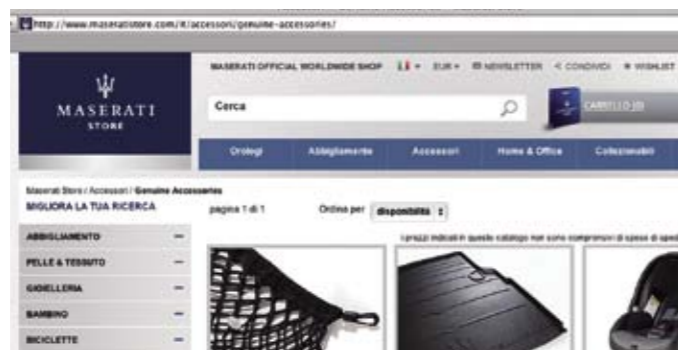 http://www.maseratistore.com/it/accessori/genuine-accessories/
MASERATI OFFICIAL WORLDWIDE SHOP EUR NEWSLETTER < CONDIVIDI WISHLIST
MASERATI
STORE
Cerca
CARRELLO (0)
Orologi Abbigliamento Accessori Home & Office Collezionabili
Maserati Store / Accessori / Genuine Accessories
MIGLIORA LA TUA RICERCA
pagina 1 di 1 Ordina per disponibilità
I prezzi indicati in questo catalogo non sono comprensivi di spese di sped
ABBIGLIAMENTO
PELLE & TESSUTO
GIOIELLERIA
BAMBINO
BICICLETTE